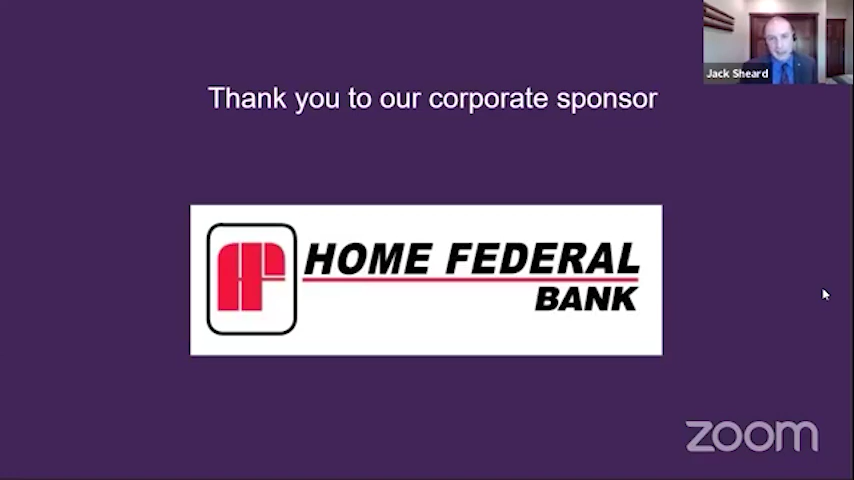 Jack Sheard
Thank you to our corporate sponsor
HOME FEDERAL
BANK
zoom